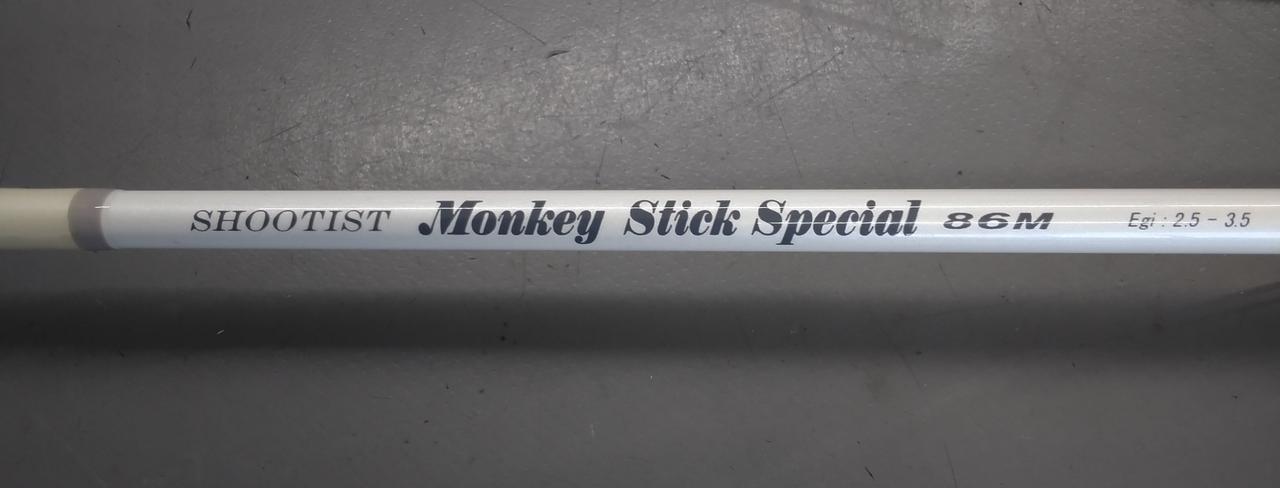 SHOOTIST Monkey Stick Special 86M Egi : 2.5 - 3.5